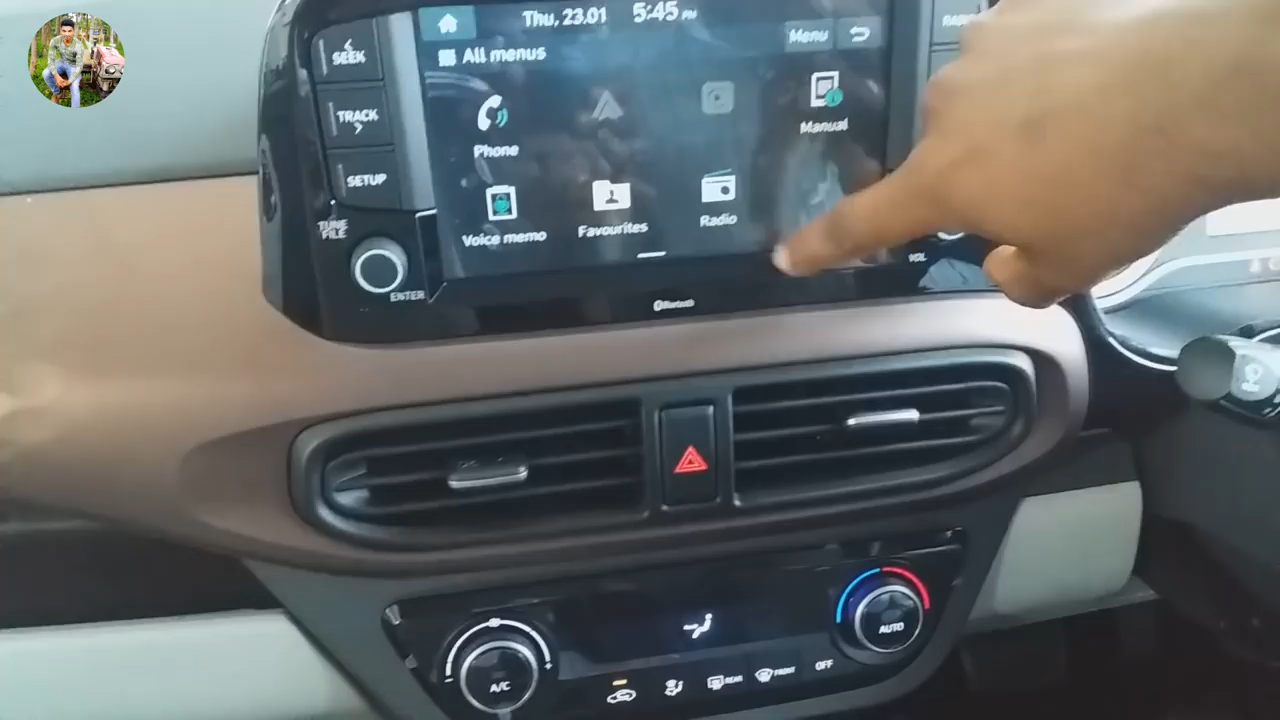 Thu, 23.01 5:45 PM
All menus
Menu
SEEK
TRACK
SETUP
TUNE
FILE
ENTER
Phone
Manual
Voice memo
Favourites
Radio
Bluetooth
VOL
A/C
AUTO
REAR
FRONT
OFF